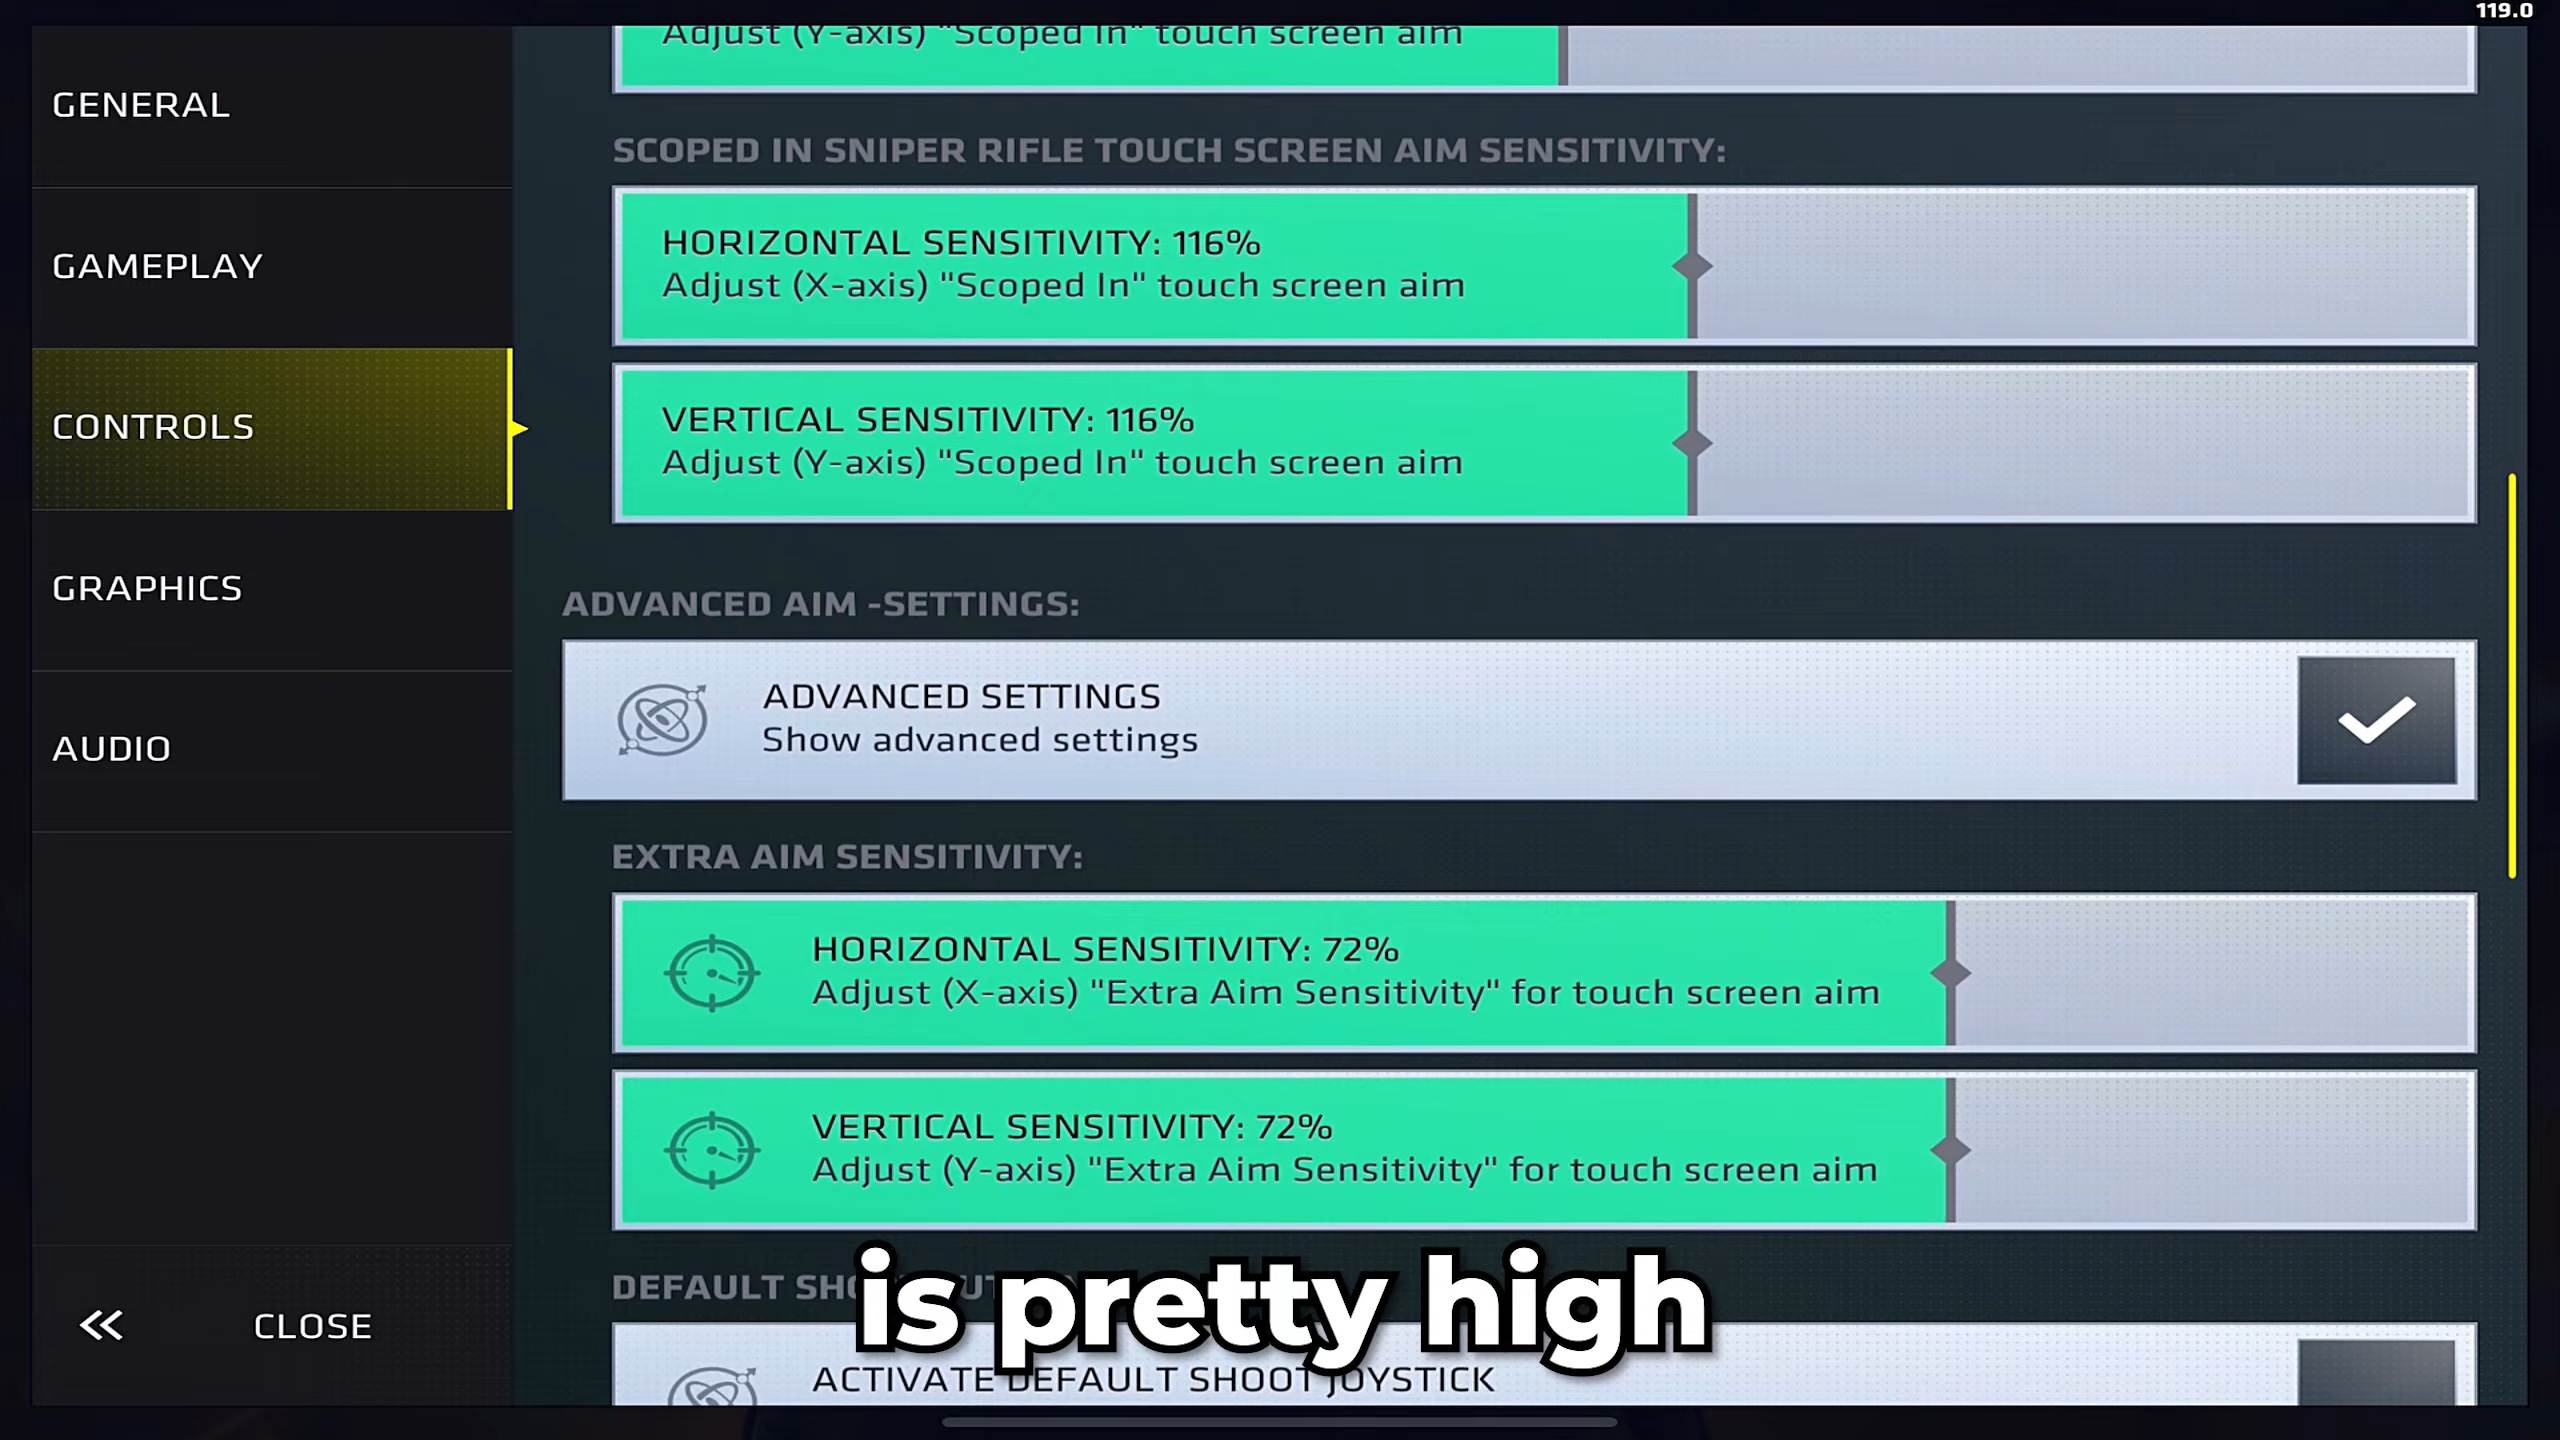 119.0
GENERAL
GAMEPLAY
CONTROLS
GRAPHICS
AUDIO
CLOSE
Adjust (Y-axis) "Scoped In" touch screen aim
SCOPED IN SNIPER RIFLE TOUCH SCREEN AIM SENSITIVITY:
HORIZONTAL SENSITIVITY: 116%
Adjust (X-axis) "Scoped In" touch screen aim
VERTICAL SENSITIVITY: 116%
Adjust (Y-axis) "Scoped In" touch screen aim
ADVANCED AIM -SETTINGS:
ADVANCED SETTINGS
Show advanced settings
EXTRA AIM SENSITIVITY:
HORIZONTAL SENSITIVITY: 72%
Adjust (X-axis) "Extra Aim Sensitivity" for touch screen aim
VERTICAL SENSITIVITY: 72%
Adjust (Y-axis) "Extra Aim Sensitivity" for touch screen aim
DEFAULT
is pretty high
ACTIVATE DEFAULT SHOOT JOYSTICK